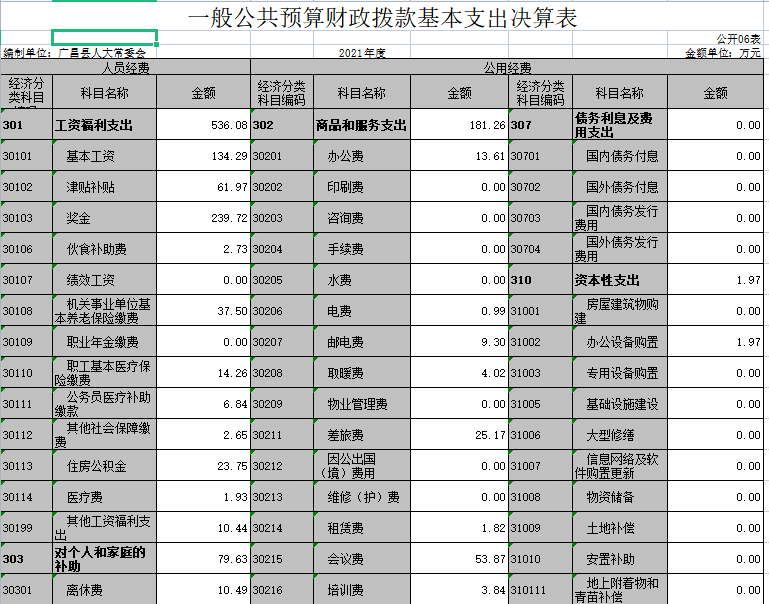 一般公共预算财政拨款基本支出决算表
公开06表
编制单位：广昌县人大常委会 2021年度 金额单位：万元
人员经费 公用经费
经济分类科目 科目名称 金额 经济分类科目编码 科目名称 金额 经济分类科目编码 科目名称 金额
301 工资福利支出 536.08 302 商品和服务支出 181.26 307 债务利息及费用支出 0.00
30101 基本工资 134.29 30201 办公费 13.61 30701 国内债务付息 0.00
30102 津贴补贴 61.97 30202 印刷费 0.00 30702 国外债务付息 0.00
30103 奖金 239.72 30203 咨询费 0.00 30703 国内债务发行费用 0.00
30106 伙食补助费 2.73 30204 手续费 0.00 30704 国外债务发行费用 0.00
30107 绩效工资 0.00 30205 水费 0.00 310 资本性支出 1.97
30108 机关事业单位基本养老保险缴费 37.50 30206 电费 0.99 31001 房屋建筑物购建 0.00
30109 职业年金缴费 0.00 30207 邮电费 9.30 31002 办公设备购置 1.97
30110 职工基本医疗保险缴费 14.26 30208 取暖费 4.02 31003 专用设备购置 0.00
30111 公务员医疗补助缴款 6.84 30209 物业管理费 0.00 31005 基础设施建设 0.00
30112 其他社会保障缴费 2.65 30211 差旅费 25.17 31006 大型修缮 0.00
30113 住房公积金 23.75 30212 因公出国（境）费用 0.00 31007 信息网络及软件购置更新 0.00
30114 医疗费 1.93 30213 维修（护）费 0.00 31008 物资储备 0.00
30199 其他工资福利支出 10.44 30214 租赁费 1.82 31009 土地补偿 0.00
303 对个人和家庭的补助 79.63 30215 会议费 53.87 31010 安置补助 0.00
30301 离休费 10.49 30216 培训费 3.84 310111 地上附着物和青苗补偿 0.00